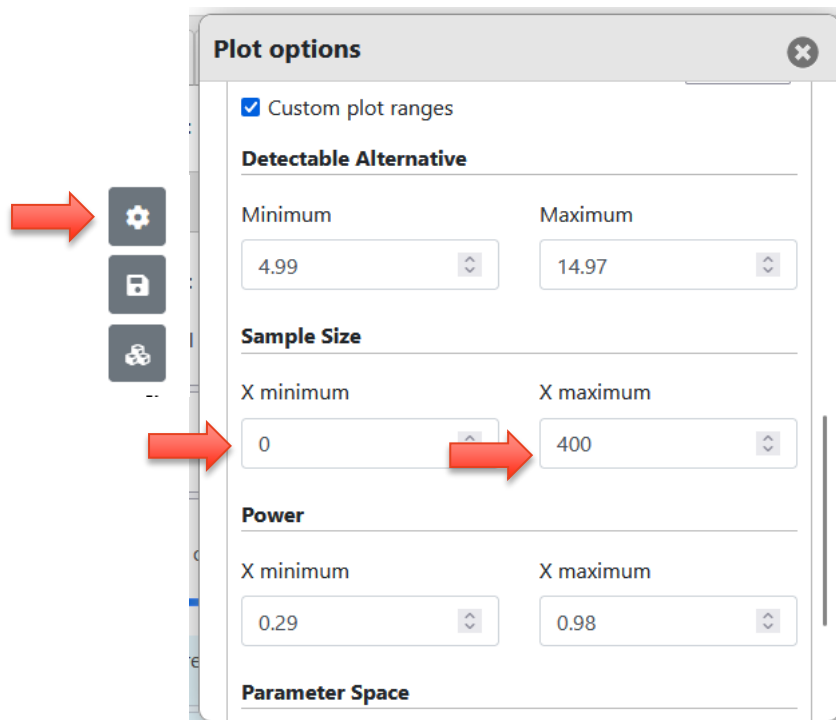 Plot options
Custom plot ranges
Detectable Alternative
Minimum Maximum
4.99 14.97
Sample Size
X minimum X maximum
0 400
Power
X minimum X maximum
0.29 0.98
Parameter Space